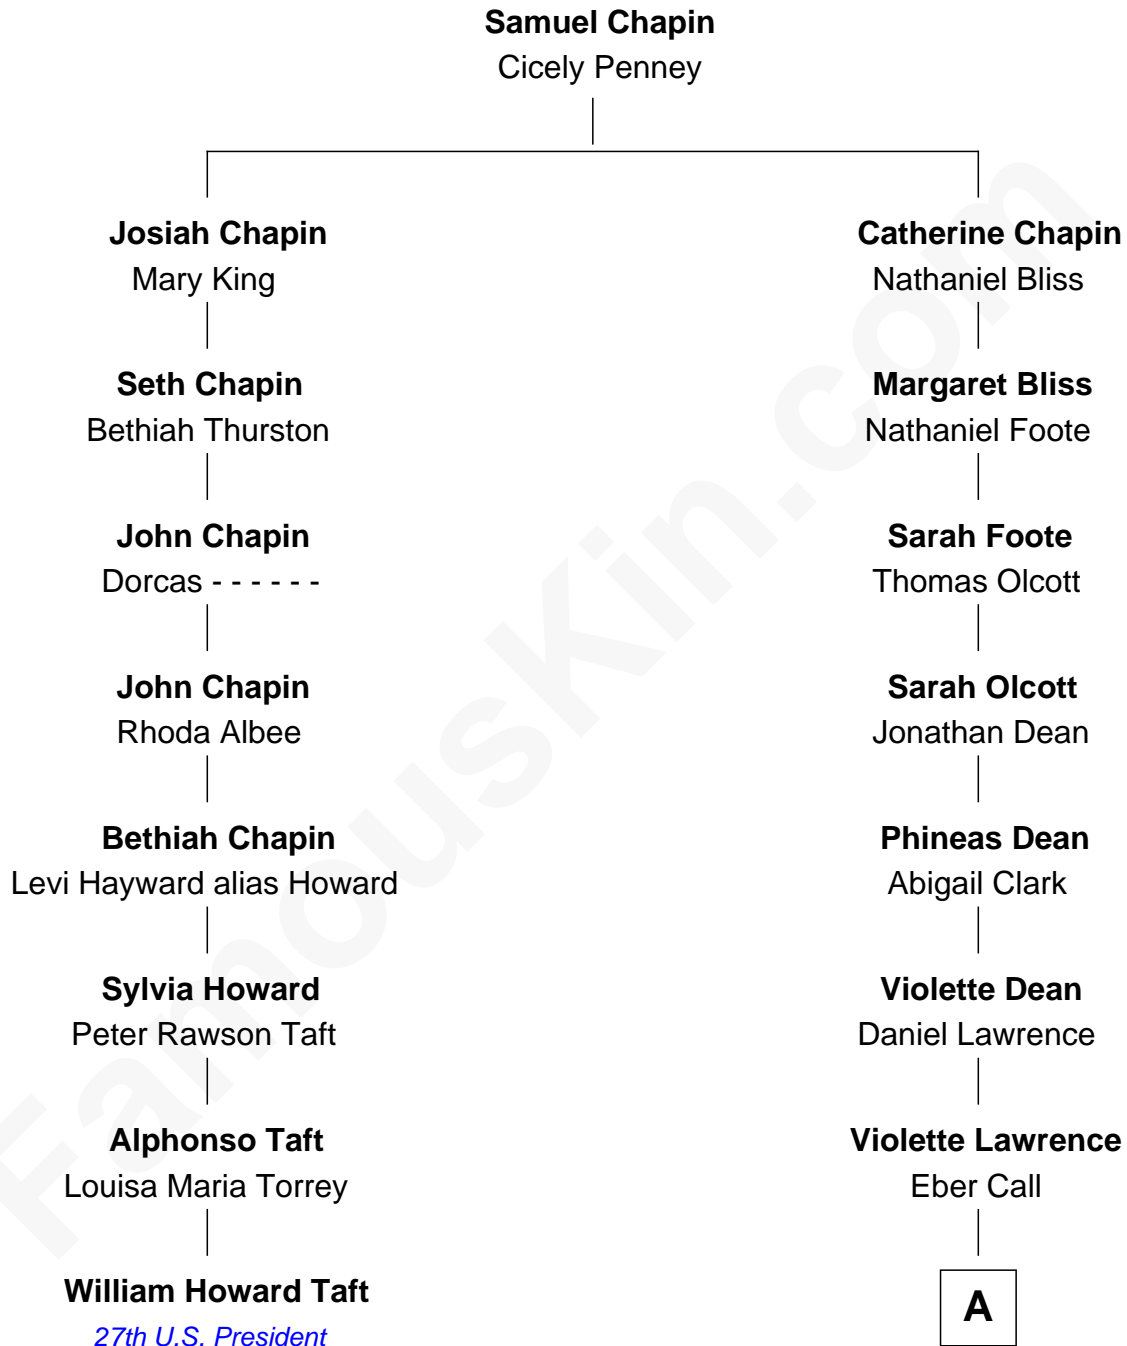 Samuel Chapin
Cicely Penney
Josiah Chapin
Mary King
Catherine Chapin
Nathaniel Bliss
Seth Chapin
Bethiah Thurston
Margaret Bliss
Nathaniel Foote
John Chapin
Dorcas - - - - - -
Sarah Foote
Thomas Olcott
John Chapin
Rhoda Albee
Sarah Olcott
Jonathan Dean
Bethiah Chapin
Levi Hayward alias Howard
Phineas Dean
Abigail Clark
Sylvia Howard
Peter Rawson Taft
Violette Dean
Daniel Lawrence
Alphonso Taft
Louisa Maria Torrey
Violette Lawrence
Eber Call
William Howard Taft
27th U.S. President
A
FamousKin.com